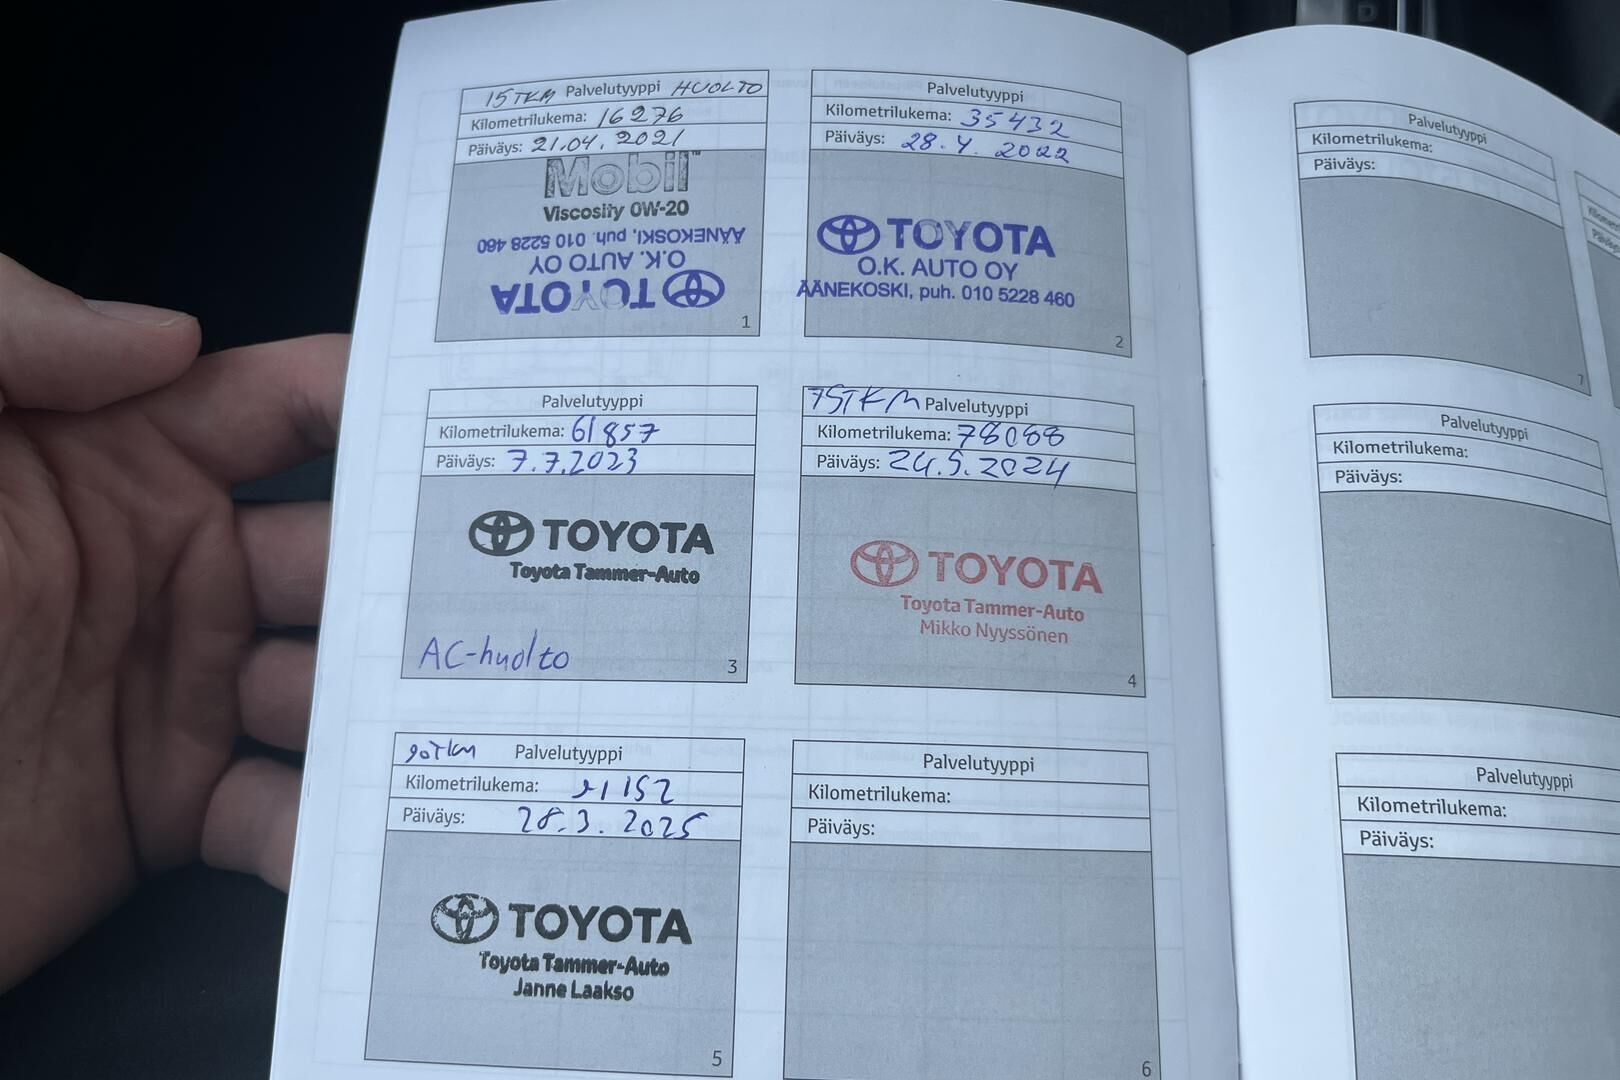 15TKM Palvelutyyppi HUOLTO
Kilometrilukema: 16276
Päiväys: 21.04.2021
Mobil™
Viscosity 0W-20
TOYOTA
O.K. AUTO OY
ÄÄNEKOSKI, puh. 010 5228 460
1
Palvelutyyppi
Kilometrilukema: 35432
Päiväys: 28.4.2022
TOYOTA
O.K. AUTO OY
ÄÄNEKOSKI, puh. 010 5228 460
2
Palvelutyyppi
Kilometrilukema: 61857
Päiväys: 7.7.2023
TOYOTA
Toyota Tammer-Auto
AC-huolto
3
75TKM Palvelutyyppi
Kilometrilukema: 78088
Päiväys: 24.5.2024
TOYOTA
Toyota Tammer-Auto
Mikko Nyyssönen
4
90TKM Palvelutyyppi
Kilometrilukema: 91152
Päiväys: 28.3.2025
TOYOTA
Toyota Tammer-Auto
Janne Laakso
5
Palvelutyyppi
Kilometrilukema:
Päiväys:
6
Palvelutyyppi
Kilometrilukema:
Päiväys:
7
Palvelutyyppi
Kilometrilukema:
Päiväys:
Palvelutyyppi
Kilometrilukema:
Päiväys: